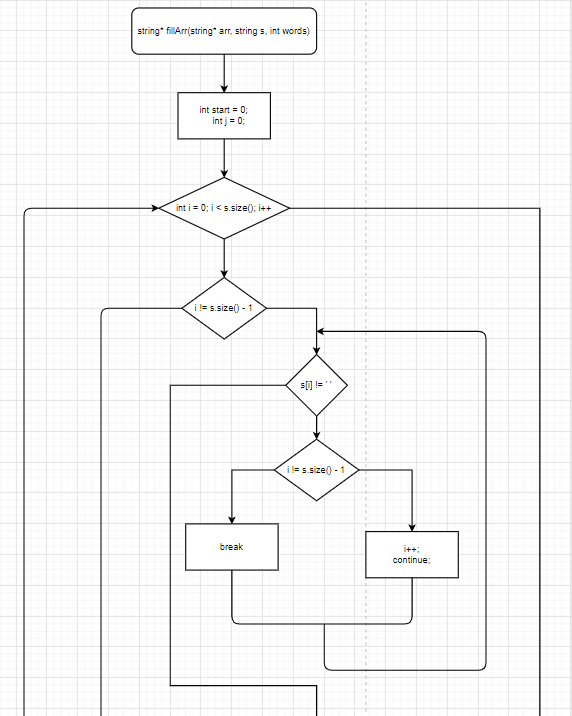 string* fillArr(string* arr, string s, int words)
int start = 0;
int j = 0;
int i = 0; i < s.size(); i++
i != s.size() - 1
s[i] != ' '
i != s.size() - 1
break
i++;
continue;